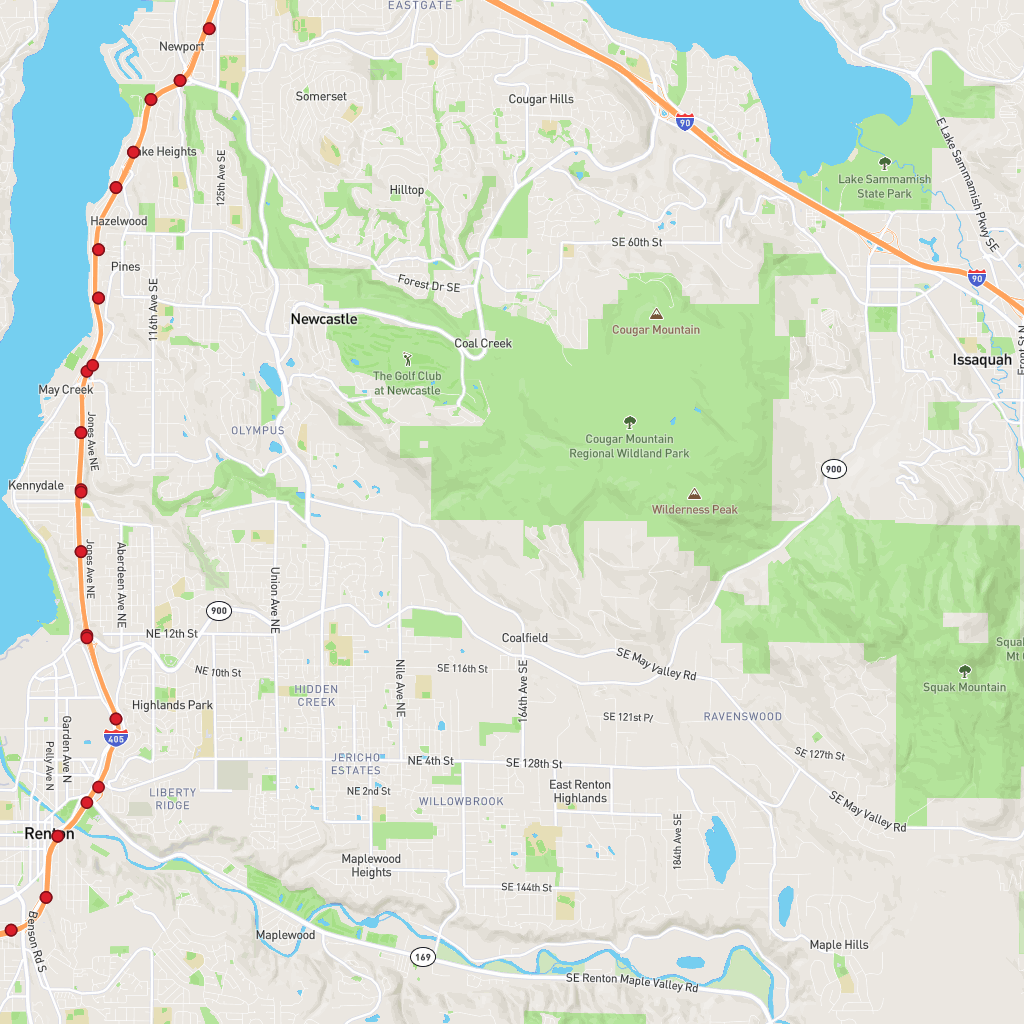 EASTGATE
Newport
Somerset
Cougar Hills
90
E Lake Sammamish Pkwy SE
ke Heights
125th Ave SE
Lake Sammamish
State Park
Hilltop
Hazelwood
SE 60th St
Pines
Forest Dr SE
90
116th Ave SE
Newcastle
Cougar Mountain
Coal Creek
Front St N
Issaquah
The Golf Club
at Newcastle
May Creek
Jones Ave NE
OLYMPUS
Cougar Mountain
Regional Wildland Park
900
Kennydale
Wilderness Peak
Jones Ave NE
Aberdeen Ave NE
Union Ave NE
900
NE 12th St
Coalfield
SE May Valley Rd
Squa
Mt
NE 10th St
SE 116th St
Nile Ave NE
164th Ave SE
Squak Mountain
HIDDEN
CREEK
Highlands Park
SE 121st Pl
RAVENSWOOD
405
Garden Ave N
Pelly Ave N
JERICHO
ESTATES
NE 4th St
SE 128th St
SE 127th St
LIBERTY
RIDGE
NE 2nd St
WILLOWBROOK
East Renton
Highlands
SE May Valley Rd
Renton
184th Ave SE
Maplewood
Heights
SE 144th St
Benson Rd S
Maplewood
Maple Hills
169
SE Renton Maple Valley Rd